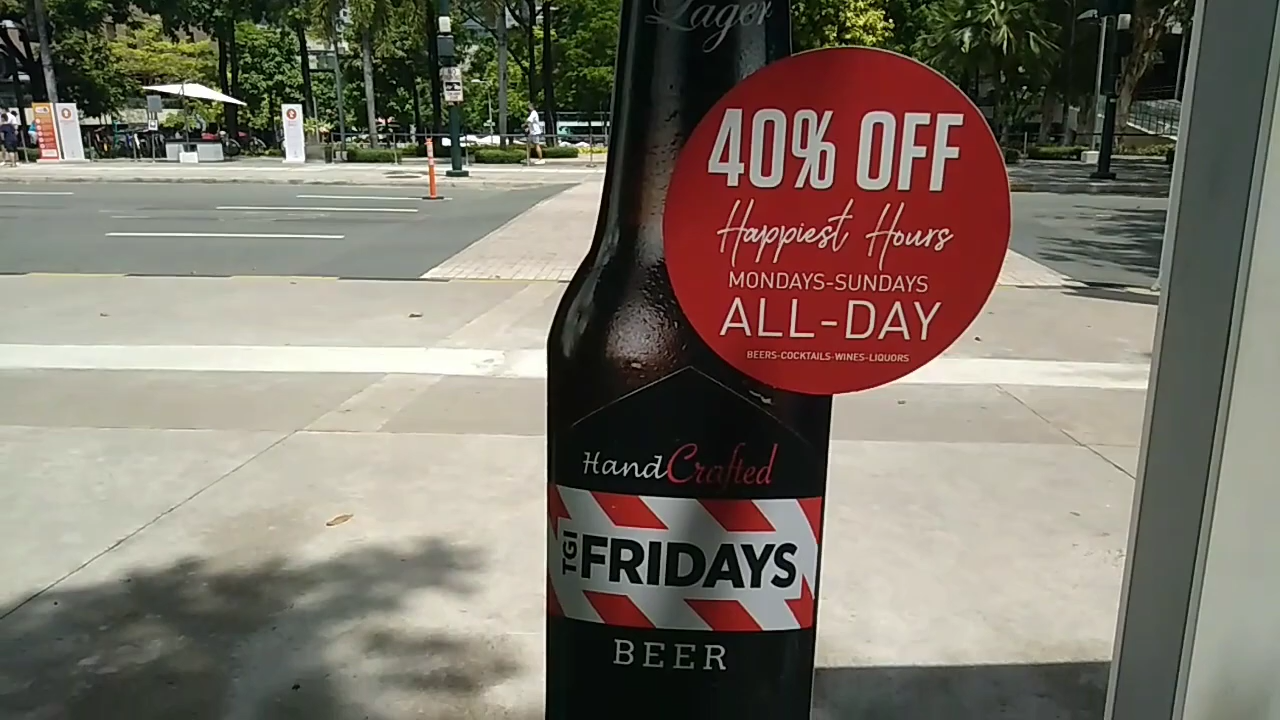 Lager
40% OFF
Happiest Hours
MONDAYS-SUNDAYS
ALL-DAY
BEERS-COCKTAILS-WINES-LIQUORS
HandCrafted
TGI FRIDAYS
BEER